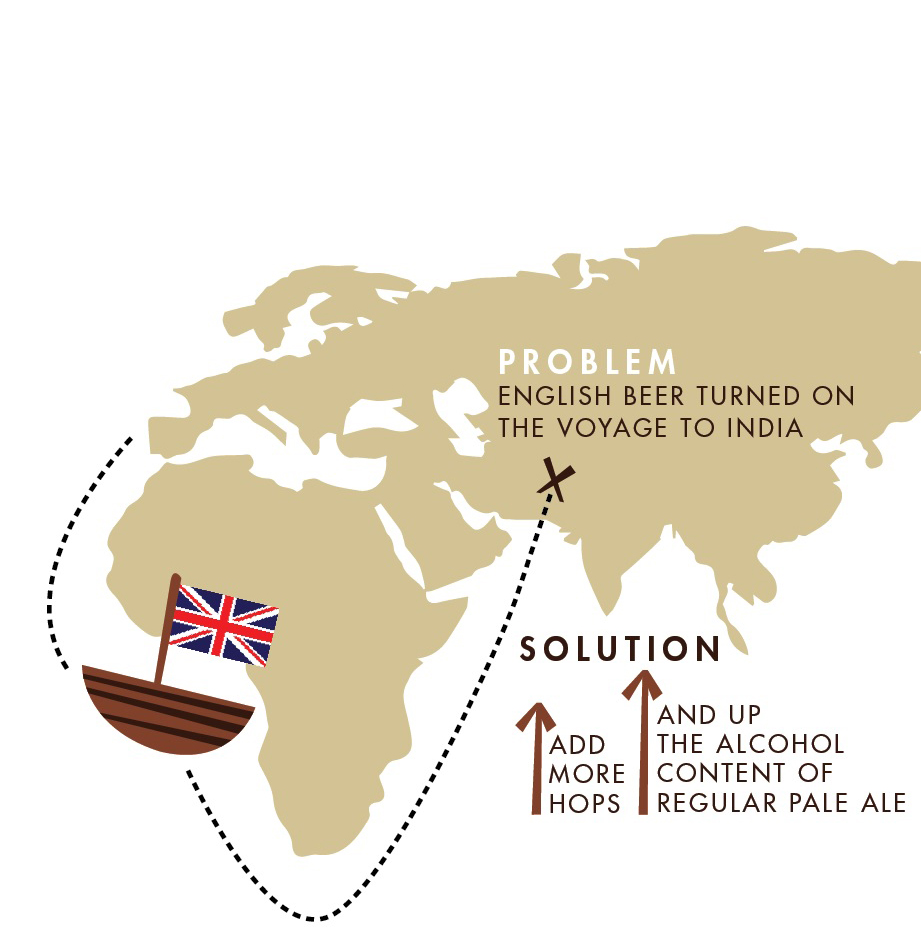 PROBLEM
ENGLISH BEER TURNED ON
THE VOYAGE TO INDIA
SOLUTION
ADD
MORE
HOPS
AND UP
THE ALCOHOL
CONTENT OF
REGULAR PALE ALE